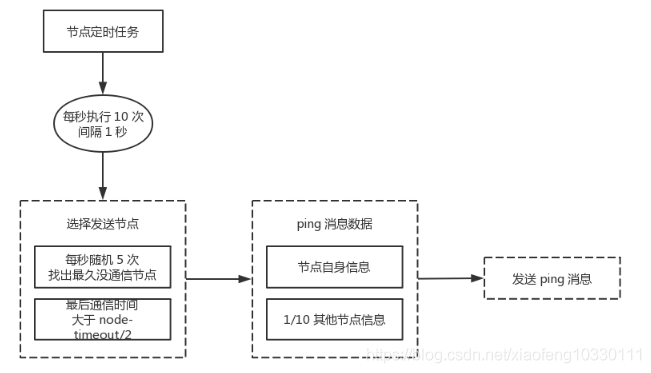 节点定时任务
每秒执行 10 次
间隔 1 秒
选择发送节点
每秒随机 5 次
找出最久没通信节点
最后通信时间
大于 node-
timeout/2
ping 消息数据
节点自身信息
1/10 其他节点信息
发送 ping 消息
https://blog.csdn.net/xiaofeng10330111